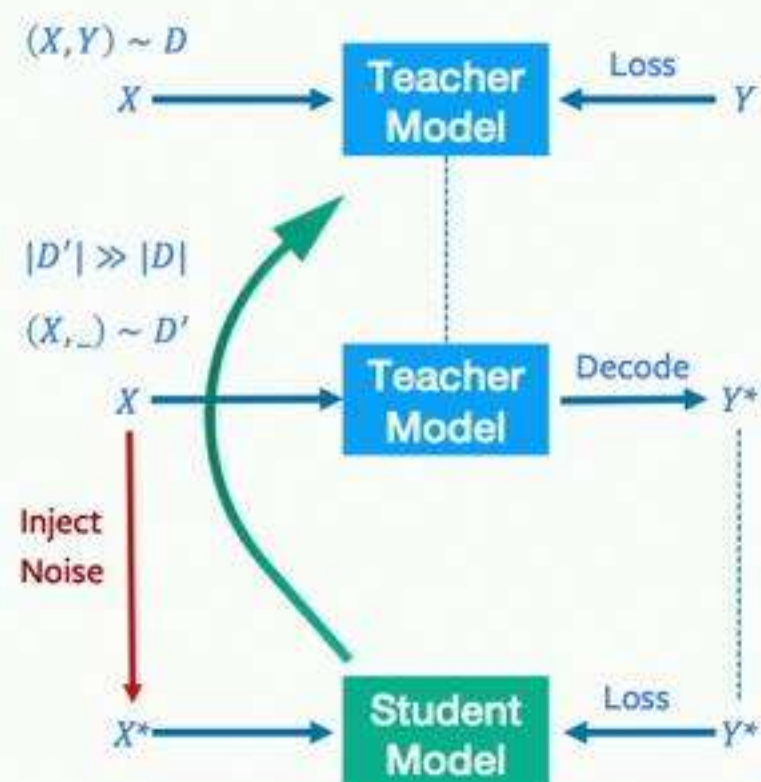 (X,Y) ~ D
X
Teacher
Model
Loss
Y
|D'| ≫ |D|
(X,_) ~ D'
X
Teacher
Model
Decode
Y*
Inject
Noise
X*
Student
Model
Loss
Y*